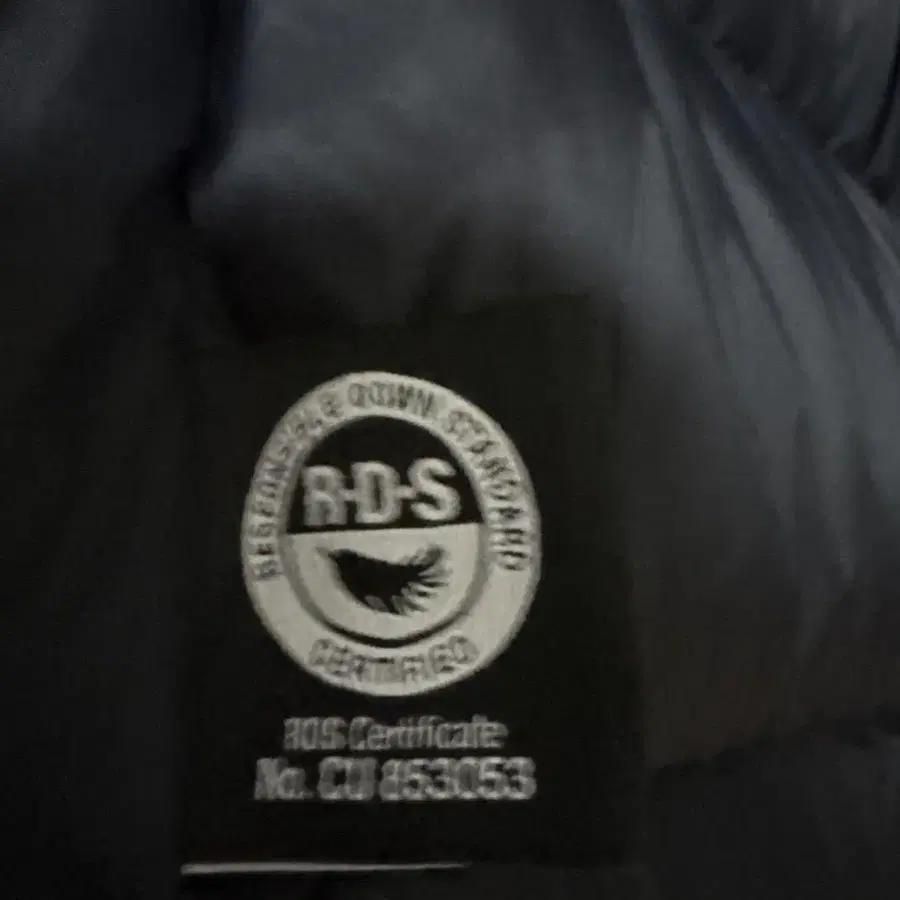 RESPONSIBLE DOWN STANDARD
R·D·S
CERTIFIED
RDS Certificate
No. CU 853053